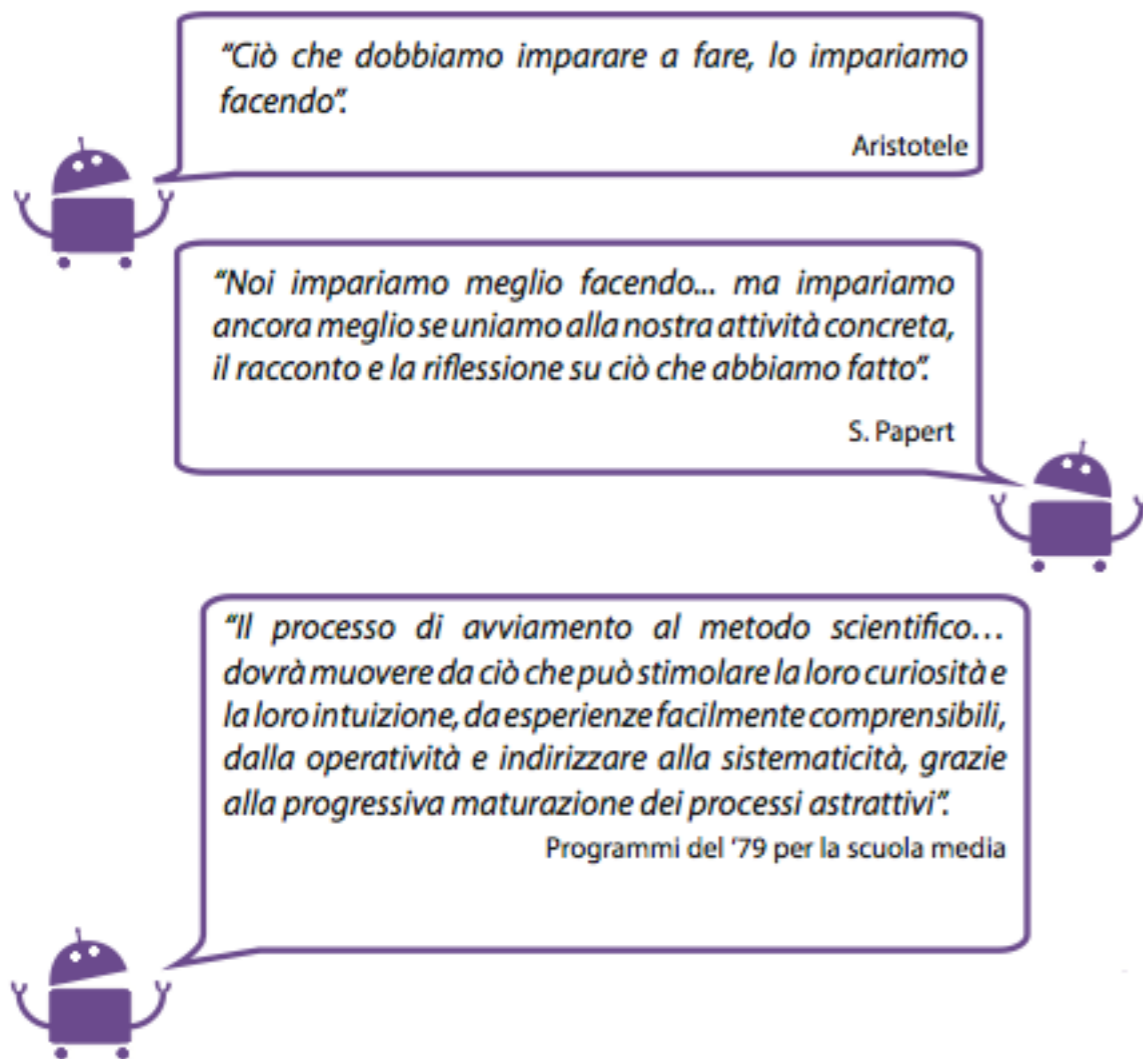 “Ciò che dobbiamo imparare a fare, lo impariamo
facendo”.
Aristotele
“Noi impariamo meglio facendo... ma impariamo
ancora meglio se uniamo alla nostra attività concreta,
il racconto e la riflessione su ciò che abbiamo fatto”.
S. Papert
“Il processo di avviamento al metodo scientifico…
dovrà muovere da ciò che può stimolare la loro curiosità e
la loro intuizione, da esperienze facilmente comprensibili,
dalla operatività e indirizzare alla sistematicità, grazie
alla progressiva maturazione dei processi astrattivi”.
Programmi del ‘79 per la scuola media